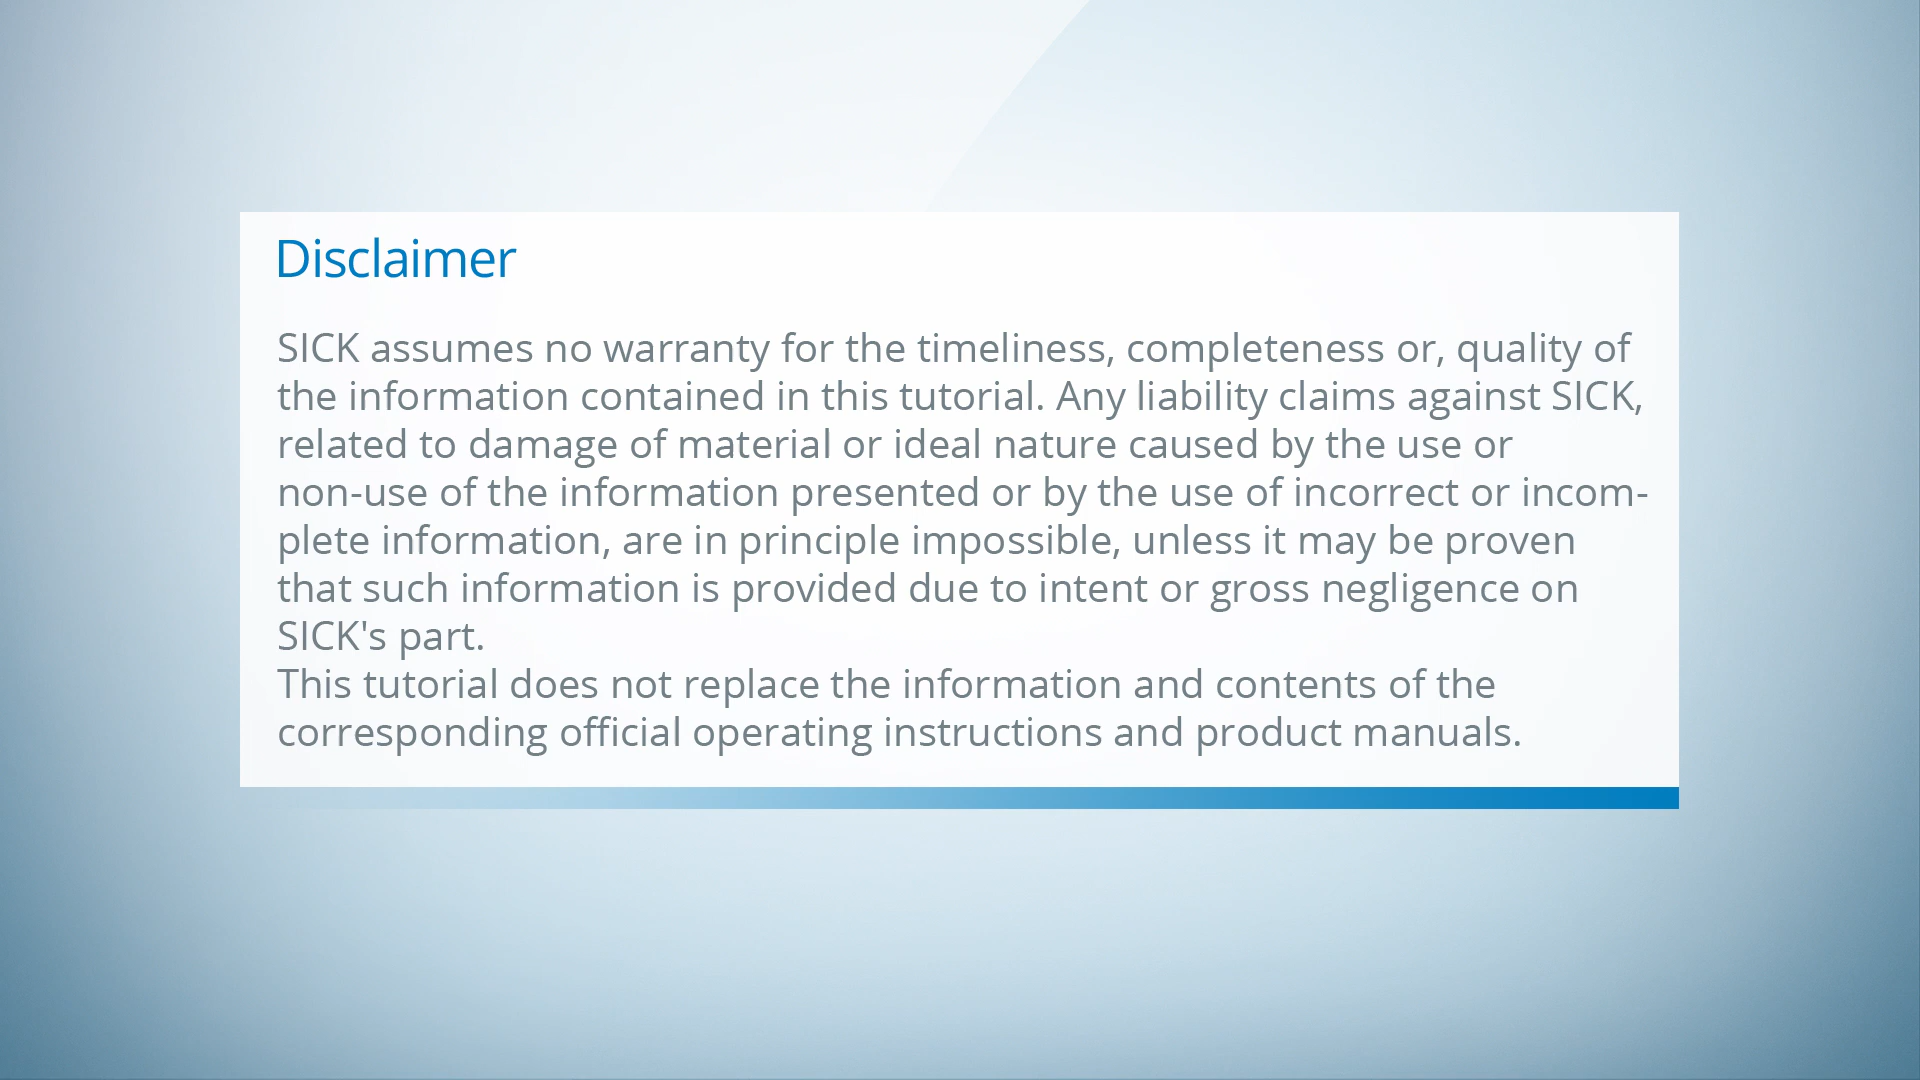 Disclaimer
SICK assumes no warranty for the timeliness, completeness or, quality of
the information contained in this tutorial. Any liability claims against SICK,
related to damage of material or ideal nature caused by the use or
non-use of the information presented or by the use of incorrect or incom-
plete information, are in principle impossible, unless it may be proven
that such information is provided due to intent or gross negligence on
SICK's part.
This tutorial does not replace the information and contents of the
corresponding official operating instructions and product manuals.